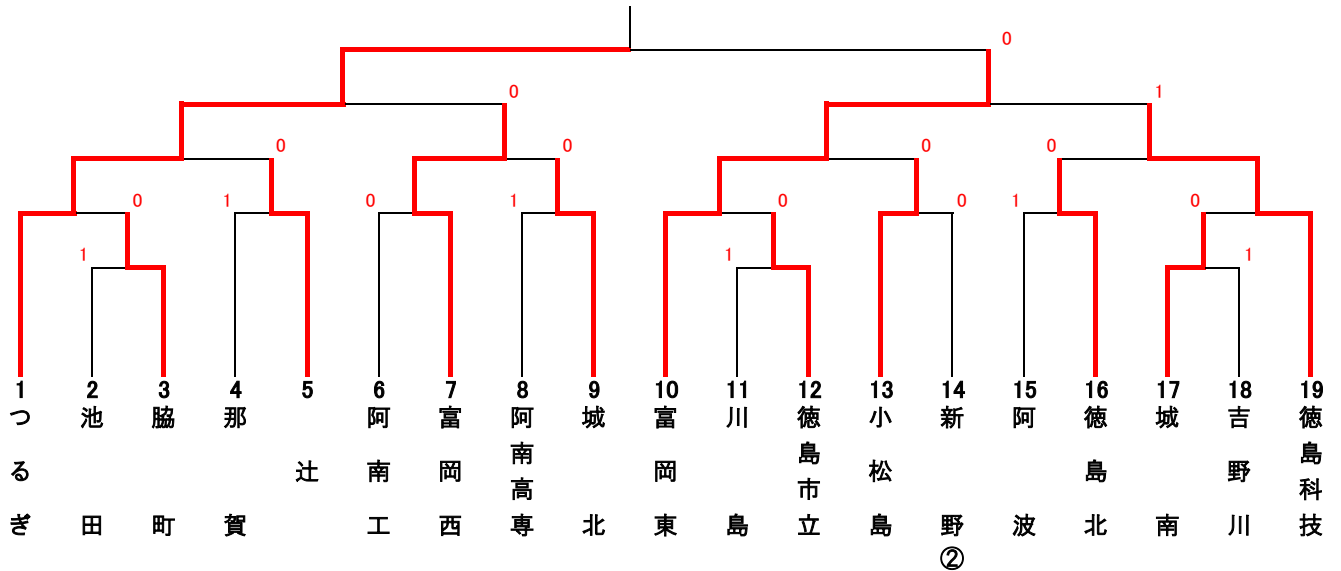 0
0
1
0
0
0
0
0
1
0
1
0
0
1
0
1
1
1
1 2 3 4 5 6 7 8 9 10 11 12 13 14 15 16 17 18 19
つるぎ
池田
脇町
那賀
辻
阿南工
富岡西
阿南高専
城北
富岡東
川島
徳島市立
小松島
新野②
阿波
徳島北
城南
吉野川
徳島科技